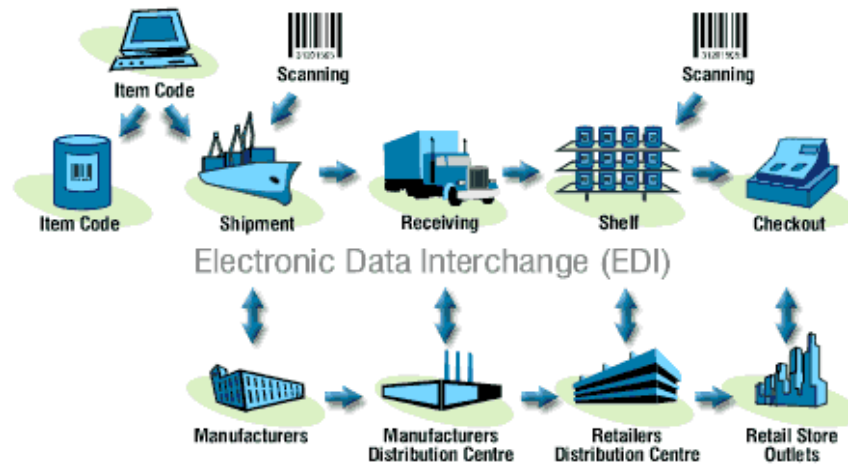 Item Code
Scanning
Scanning
Item Code
Shipment
Receiving
Shelf
Checkout
Electronic Data Interchange (EDI)
Manufacturers
Manufacturers
Distribution Centre
Retailers
Distribution Centre
Retail Store
Outlets